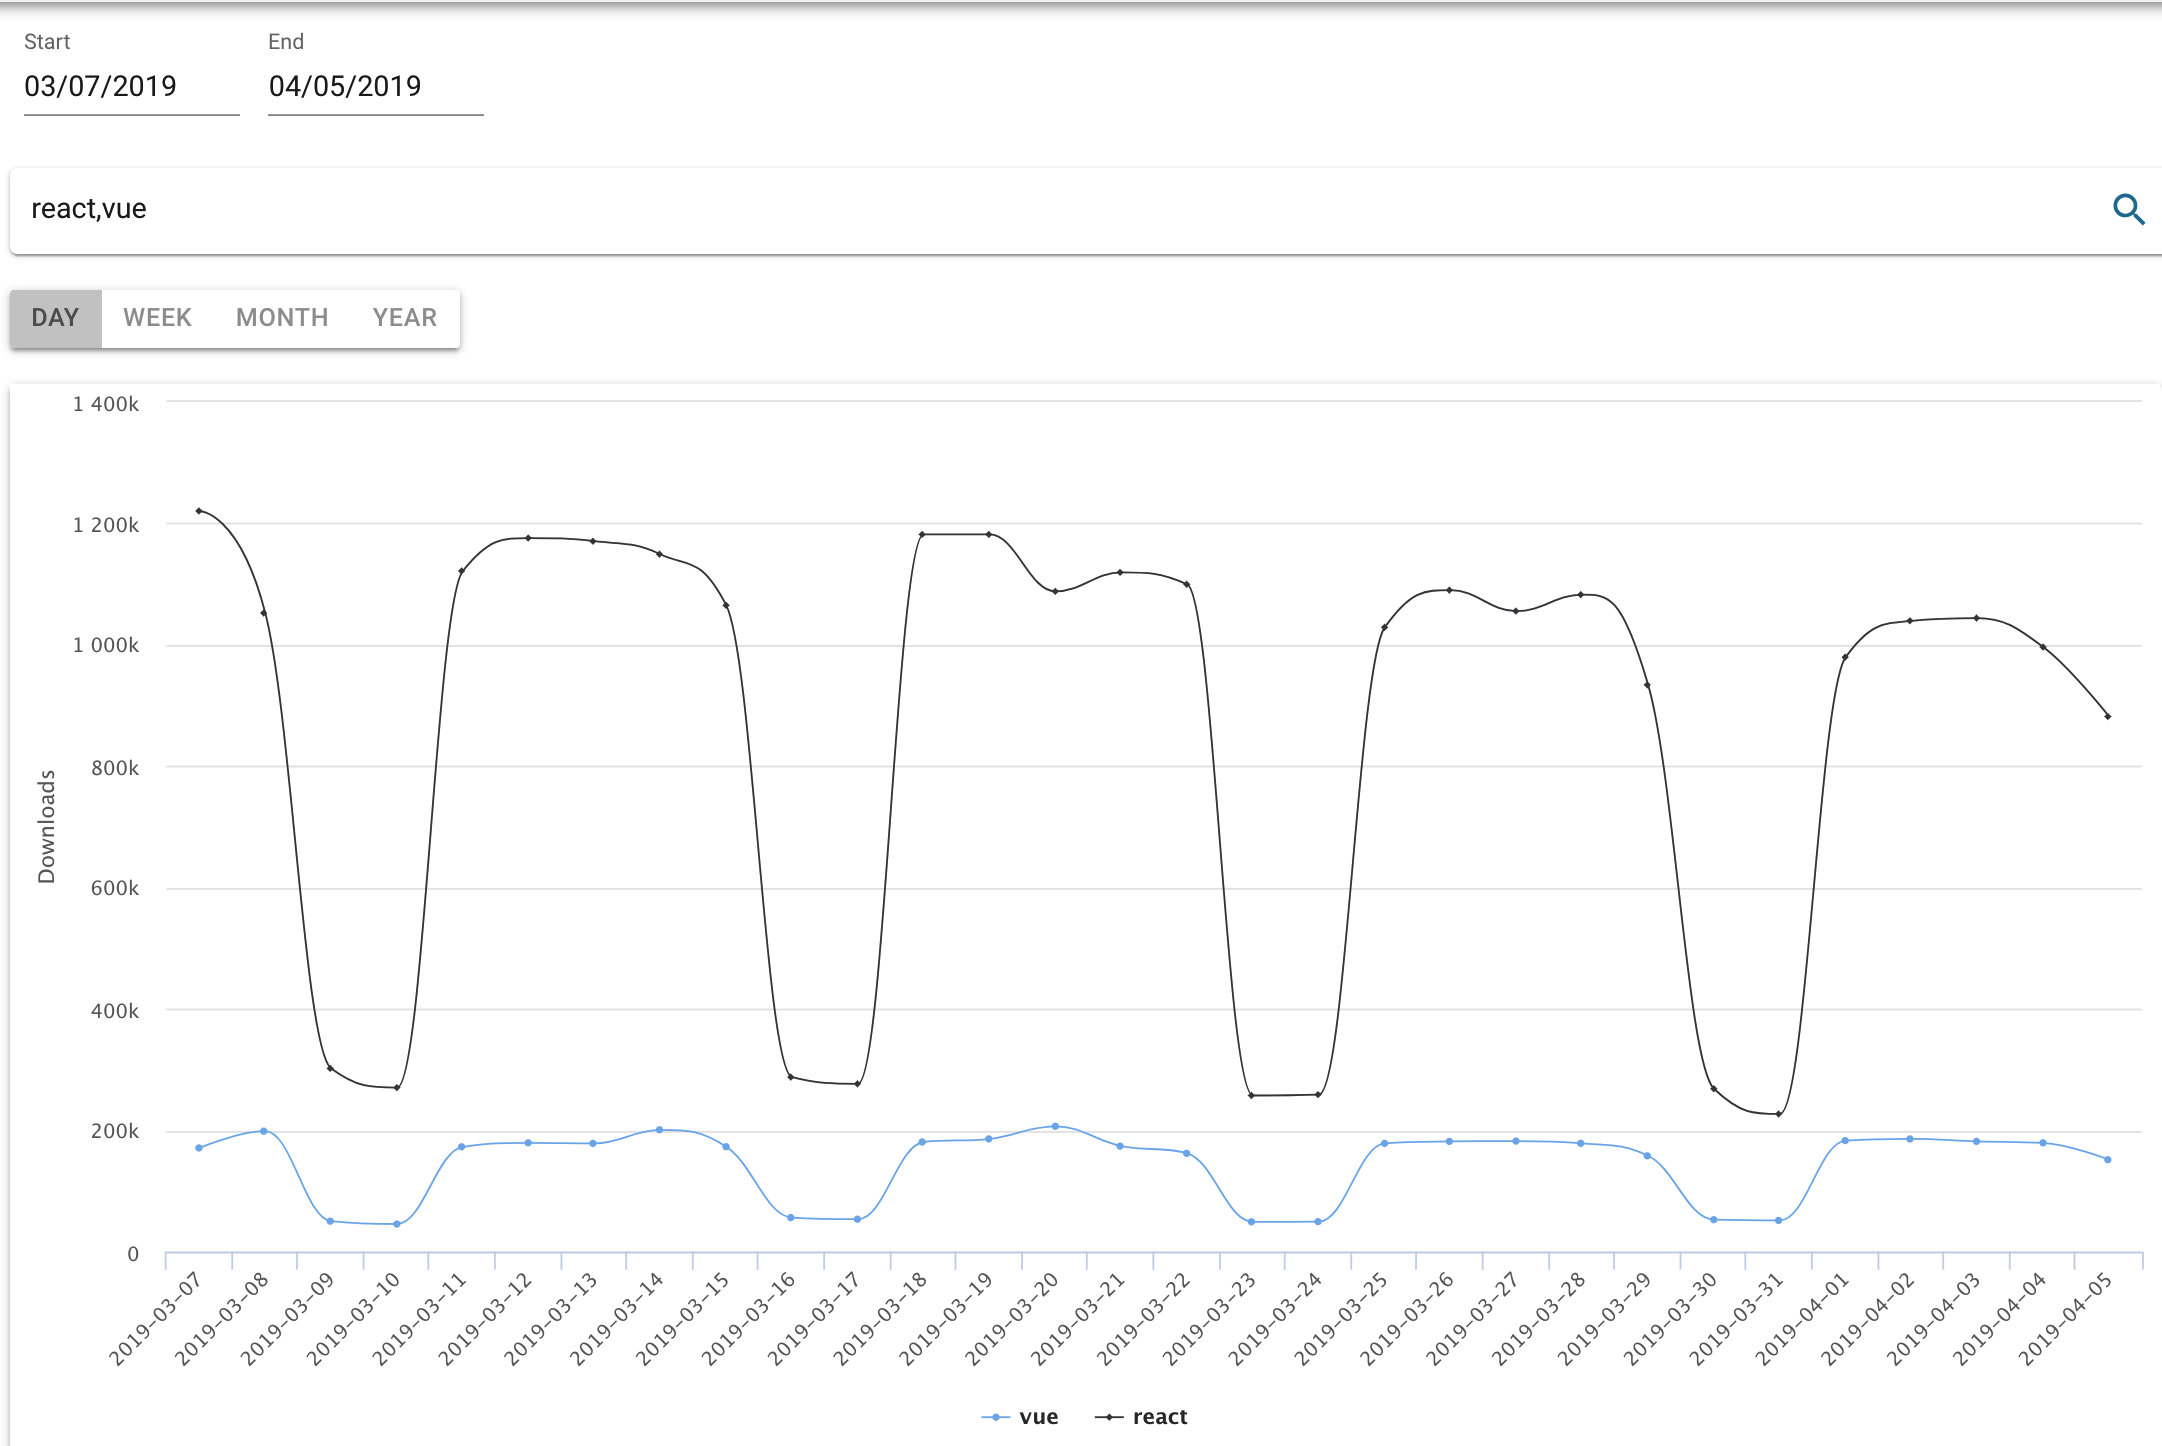 Start End
03/07/2019 04/05/2019
react,vue
DAY WEEK MONTH YEAR
1 400k
1 200k
1 000k
800k
600k
400k
200k
0
Downloads
2019-03-07
2019-03-08
2019-03-09
2019-03-10
2019-03-11
2019-03-12
2019-03-13
2019-03-14
2019-03-15
2019-03-16
2019-03-17
2019-03-18
2019-03-19
2019-03-20
2019-03-21
2019-03-22
2019-03-23
2019-03-24
2019-03-25
2019-03-26
2019-03-27
2019-03-28
2019-03-29
2019-03-30
2019-03-31
2019-04-01
2019-04-02
2019-04-03
2019-04-04
2019-04-05
vue react